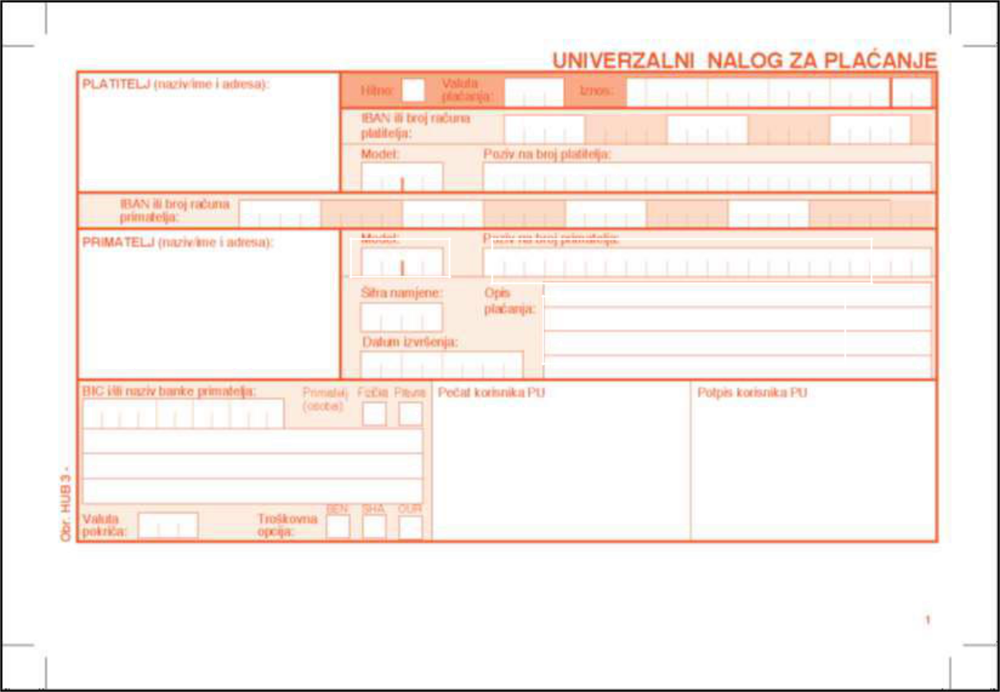 UNIVERZALNI NALOG ZA PLAĆANJE
PLATITELJ (naziv/ime i adresa):
Hitno:
Valuta
plaćanja:
Iznos:
IBAN ili broj računa
platitelja:
Model:
Poziv na broj platitelja:
IBAN ili broj računa
primatelja:
PRIMATELJ (naziv/ime i adresa):
Model:
Poziv na broj primatelja:
Šifra namjene:
Opis
plaćanja:
Datum izvršenja:
BIC i/ili naziv banke primatelja:
Primatelj
(osoba):
Fizička
Pravna
Pečat korisnika PU
Potpis korisnika PU
Valuta
pokrića:
Troškovna
opcija:
BEN
SHA
OUR
Obr. HUB 3 -
1